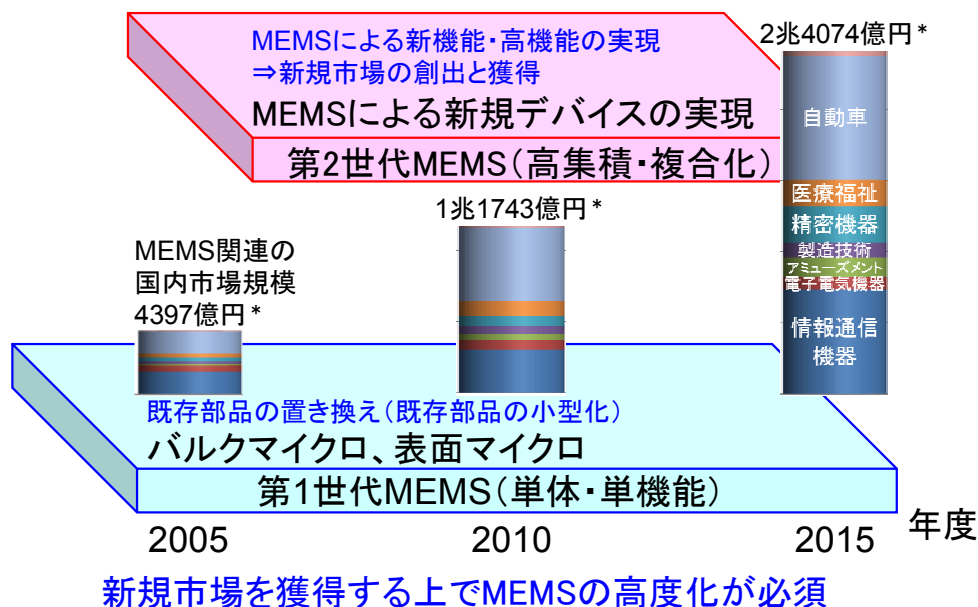 MEMSによる新機能・高機能の実現
⇒新規市場の創出と獲得
MEMSによる新規デバイスの実現
第2世代MEMS(高集積・複合化)
2兆4074億円*
自動車
医療福祉
精密機器
製造技術
アミューズメント
電子電気機器
情報通信
機器
1兆1743億円*
MEMS関連の
国内市場規模
4397億円*
既存部品の置き換え(既存部品の小型化)
バルクマイクロ、表面マイクロ
第1世代MEMS(単体・単機能)
2005
2010
2015
年度
新規市場を獲得する上でMEMSの高度化が必須